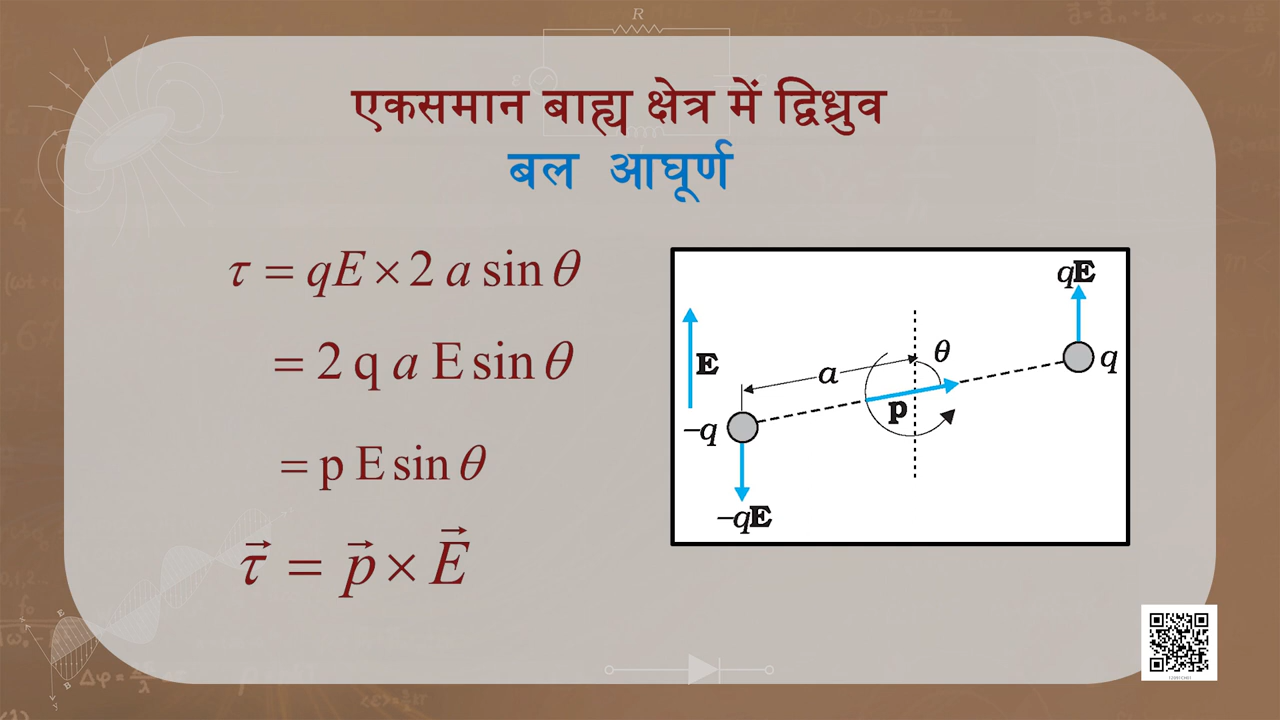 एकसमान बाह्य क्षेत्र में द्विध्रुव
बल आघूर्ण
τ = qE × 2 a sin θ
= 2 q a E sin θ
= p E sin θ
τ⃗ = p⃗ × E⃗
E
a
θ
p
qE
q
–q
–qE
R
ε